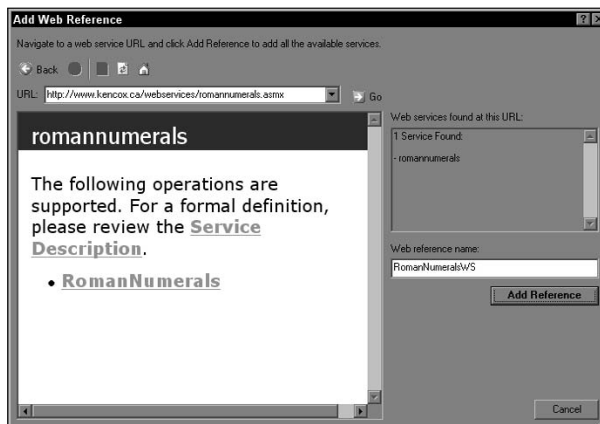 Add Web Reference
Navigate to a web service URL and click Add Reference to add all the available services.
Back
URL: http://www.kencox.ca/webservices/romannumerals.asmx Go
romannumerals
The following operations are
supported. For a formal definition,
please review the Service
Description.
• RomanNumerals
Web services found at this URL:
1 Service Found:
- romannumerals
Web reference name:
RomanNumeralsWS
Add Reference
Cancel